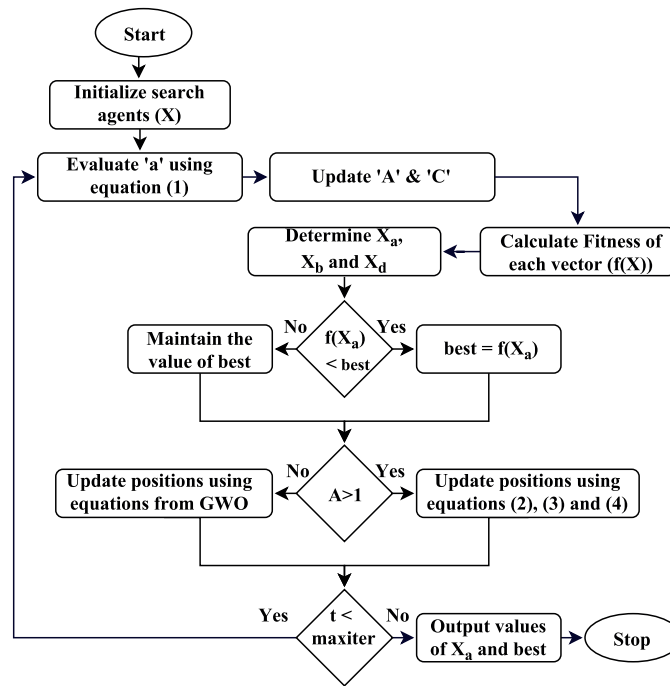 Start
Initialize search
agents (X)
Evaluate 'a' using
equation (1)
Update 'A' & 'C'
Calculate Fitness of
each vector (f(X))
Determine Xa,
Xb and Xd
No
Yes
f(Xa)
< best
Maintain the
value of best
best = f(Xa)
No
Yes
A>1
Update positions using
equations from GWO
Update positions using
equations (2), (3) and (4)
Yes
No
t <
maxiter
Output values
of Xa and best
Stop